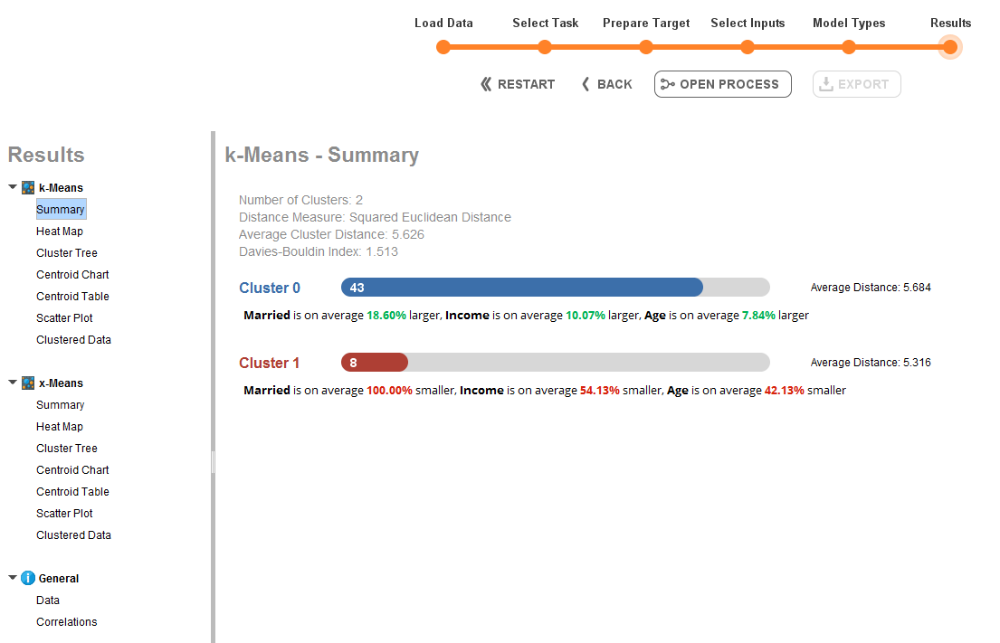 Load Data Select Task Prepare Target Select Inputs Model Types Results
RESTART BACK OPEN PROCESS EXPORT
Results
k-Means
Summary
Heat Map
Cluster Tree
Centroid Chart
Centroid Table
Scatter Plot
Clustered Data
x-Means
Summary
Heat Map
Cluster Tree
Centroid Chart
Centroid Table
Scatter Plot
Clustered Data
General
Data
Correlations
k-Means - Summary
Number of Clusters: 2
Distance Measure: Squared Euclidean Distance
Average Cluster Distance: 5.626
Davies-Bouldin Index: 1.513
Cluster 0 43 Average Distance: 5.684
Married is on average 18.60% larger, Income is on average 10.07% larger, Age is on average 7.84% larger
Cluster 1 8 Average Distance: 5.316
Married is on average 100.00% smaller, Income is on average 54.13% smaller, Age is on average 42.13% smaller